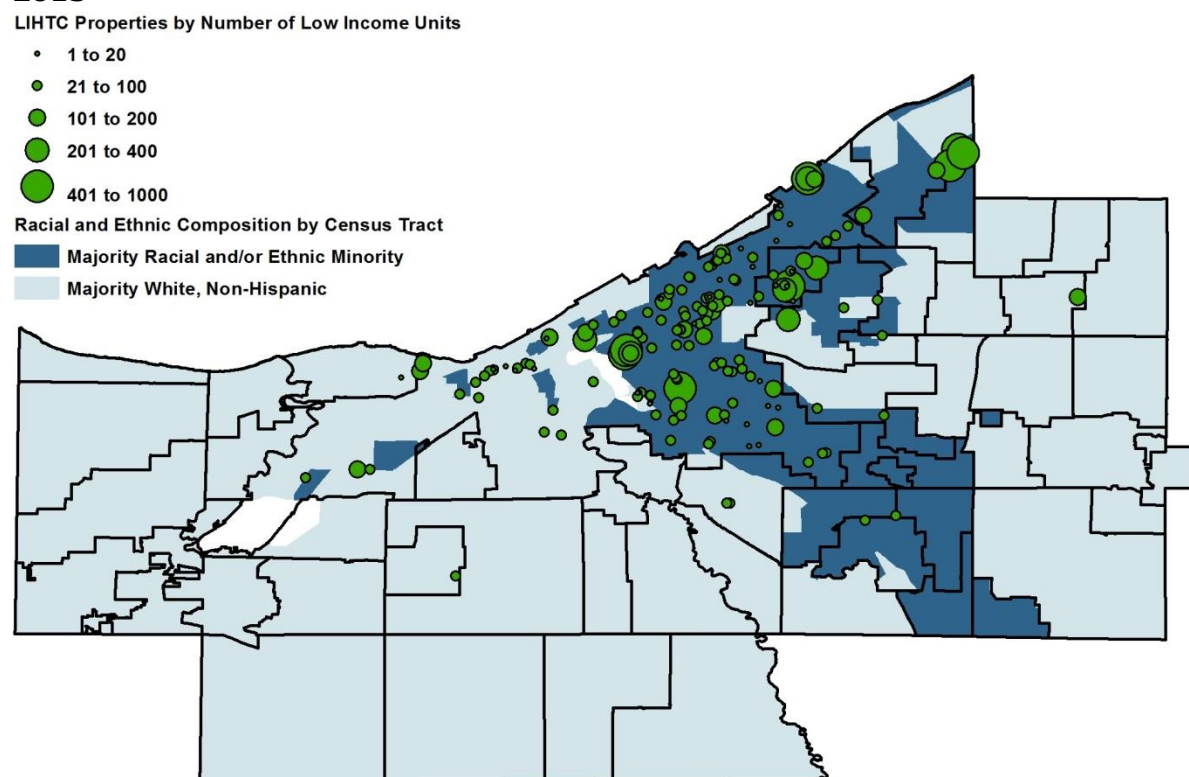 LIHTC Properties by Number of Low Income Units
1 to 20
21 to 100
101 to 200
201 to 400
401 to 1000
Racial and Ethnic Composition by Census Tract
Majority Racial and/or Ethnic Minority
Majority White, Non-Hispanic